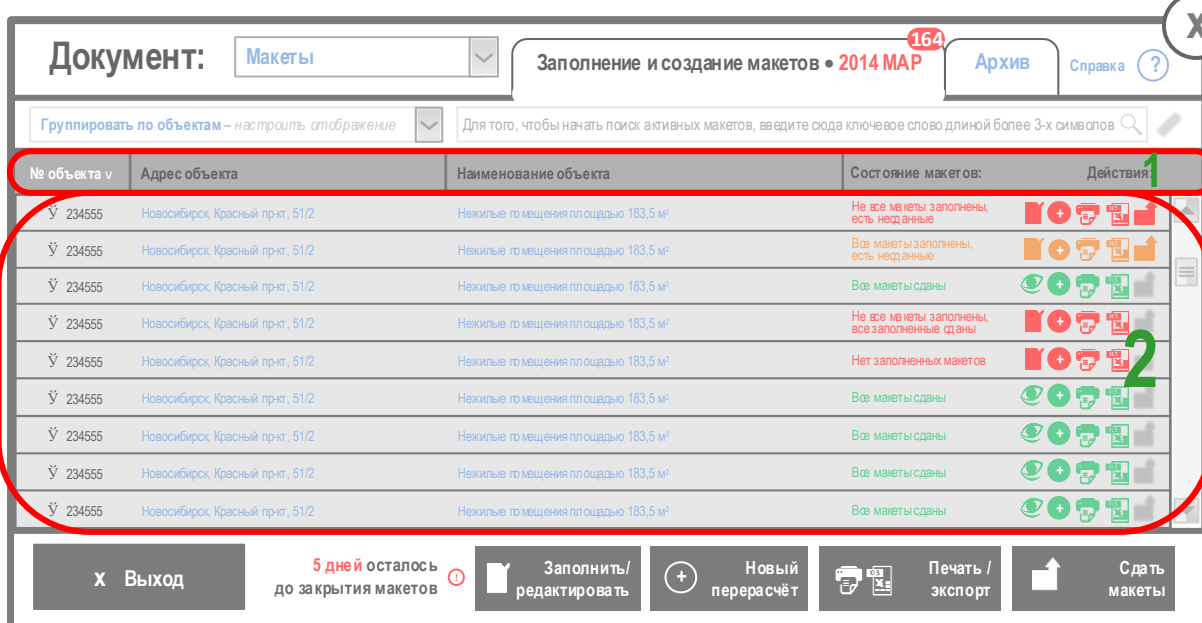 X
Документ:
Макеты
Заполнение и создание макетов • 2014 МАР
164
Архив
Справка ?
Группировать по объектам – настроить отображение
Для того, чтобы начать поиск активных макетов, введите сюда ключевое слово длиной более 3-х символов
№ объекта v Адрес объекта Наименование объекта Состояние макетов: Действия:
1
Ў 234555 Новосибирск, Красный пр-кт, 51/2 Нежилые помещения площадью 183,5 м² Не все макеты заполнены,
есть несданные
Ў 234555 Новосибирск, Красный пр-кт, 51/2 Нежилые помещения площадью 183,5 м² Все макеты заполнены,
есть несданные
Ў 234555 Новосибирск, Красный пр-кт, 51/2 Нежилые помещения площадью 183,5 м² Все макеты сданы
Ў 234555 Новосибирск, Красный пр-кт, 51/2 Нежилые помещения площадью 183,5 м² Не все макеты заполнены,
все заполненные сданы
2
Ў 234555 Новосибирск, Красный пр-кт, 51/2 Нежилые помещения площадью 183,5 м² Нет заполненных макетов
Ў 234555 Новосибирск, Красный пр-кт, 51/2 Нежилые помещения площадью 183,5 м² Все макеты сданы
Ў 234555 Новосибирск, Красный пр-кт, 51/2 Нежилые помещения площадью 183,5 м² Все макеты сданы
Ў 234555 Новосибирск, Красный пр-кт, 51/2 Нежилые помещения площадью 183,5 м² Все макеты сданы
Ў 234555 Новосибирск, Красный пр-кт, 51/2 Нежилые помещения площадью 183,5 м² Все макеты сданы
X Выход
5 дней осталось
до закрытия макетов
Заполнить/
редактировать
Новый
перерасчёт
Печать /
экспорт
Сдать
макеты